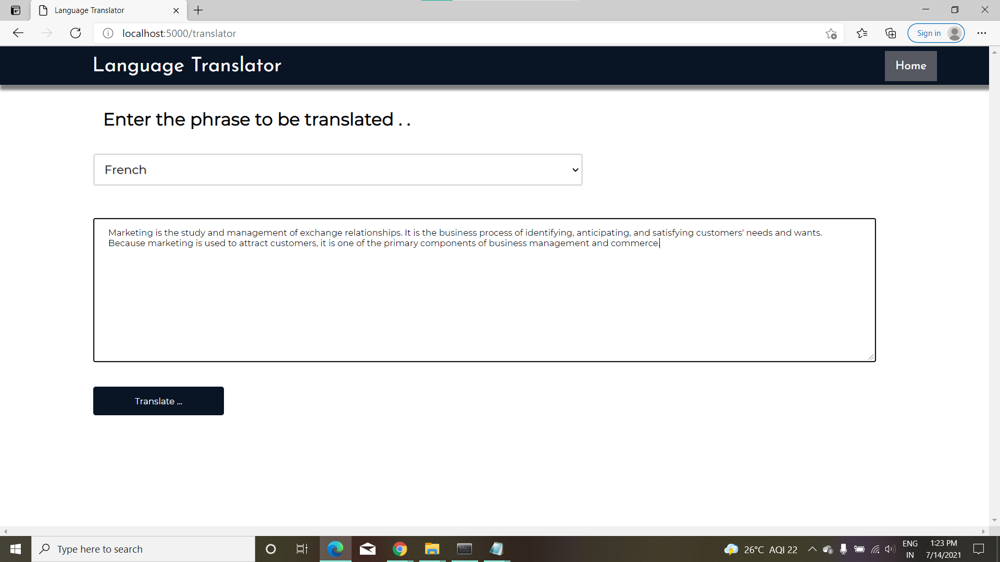 Language Translator
localhost:5000/translator
Sign in
Language Translator
Home
Enter the phrase to be translated . .
French
Marketing is the study and management of exchange relationships. It is the business process of identifying, anticipating, and satisfying customers' needs and wants.
Because marketing is used to attract customers, it is one of the primary components of business management and commerce.
Translate ...
Type here to search
26°C AQI 22
ENG
IN
1:23 PM
7/14/2021